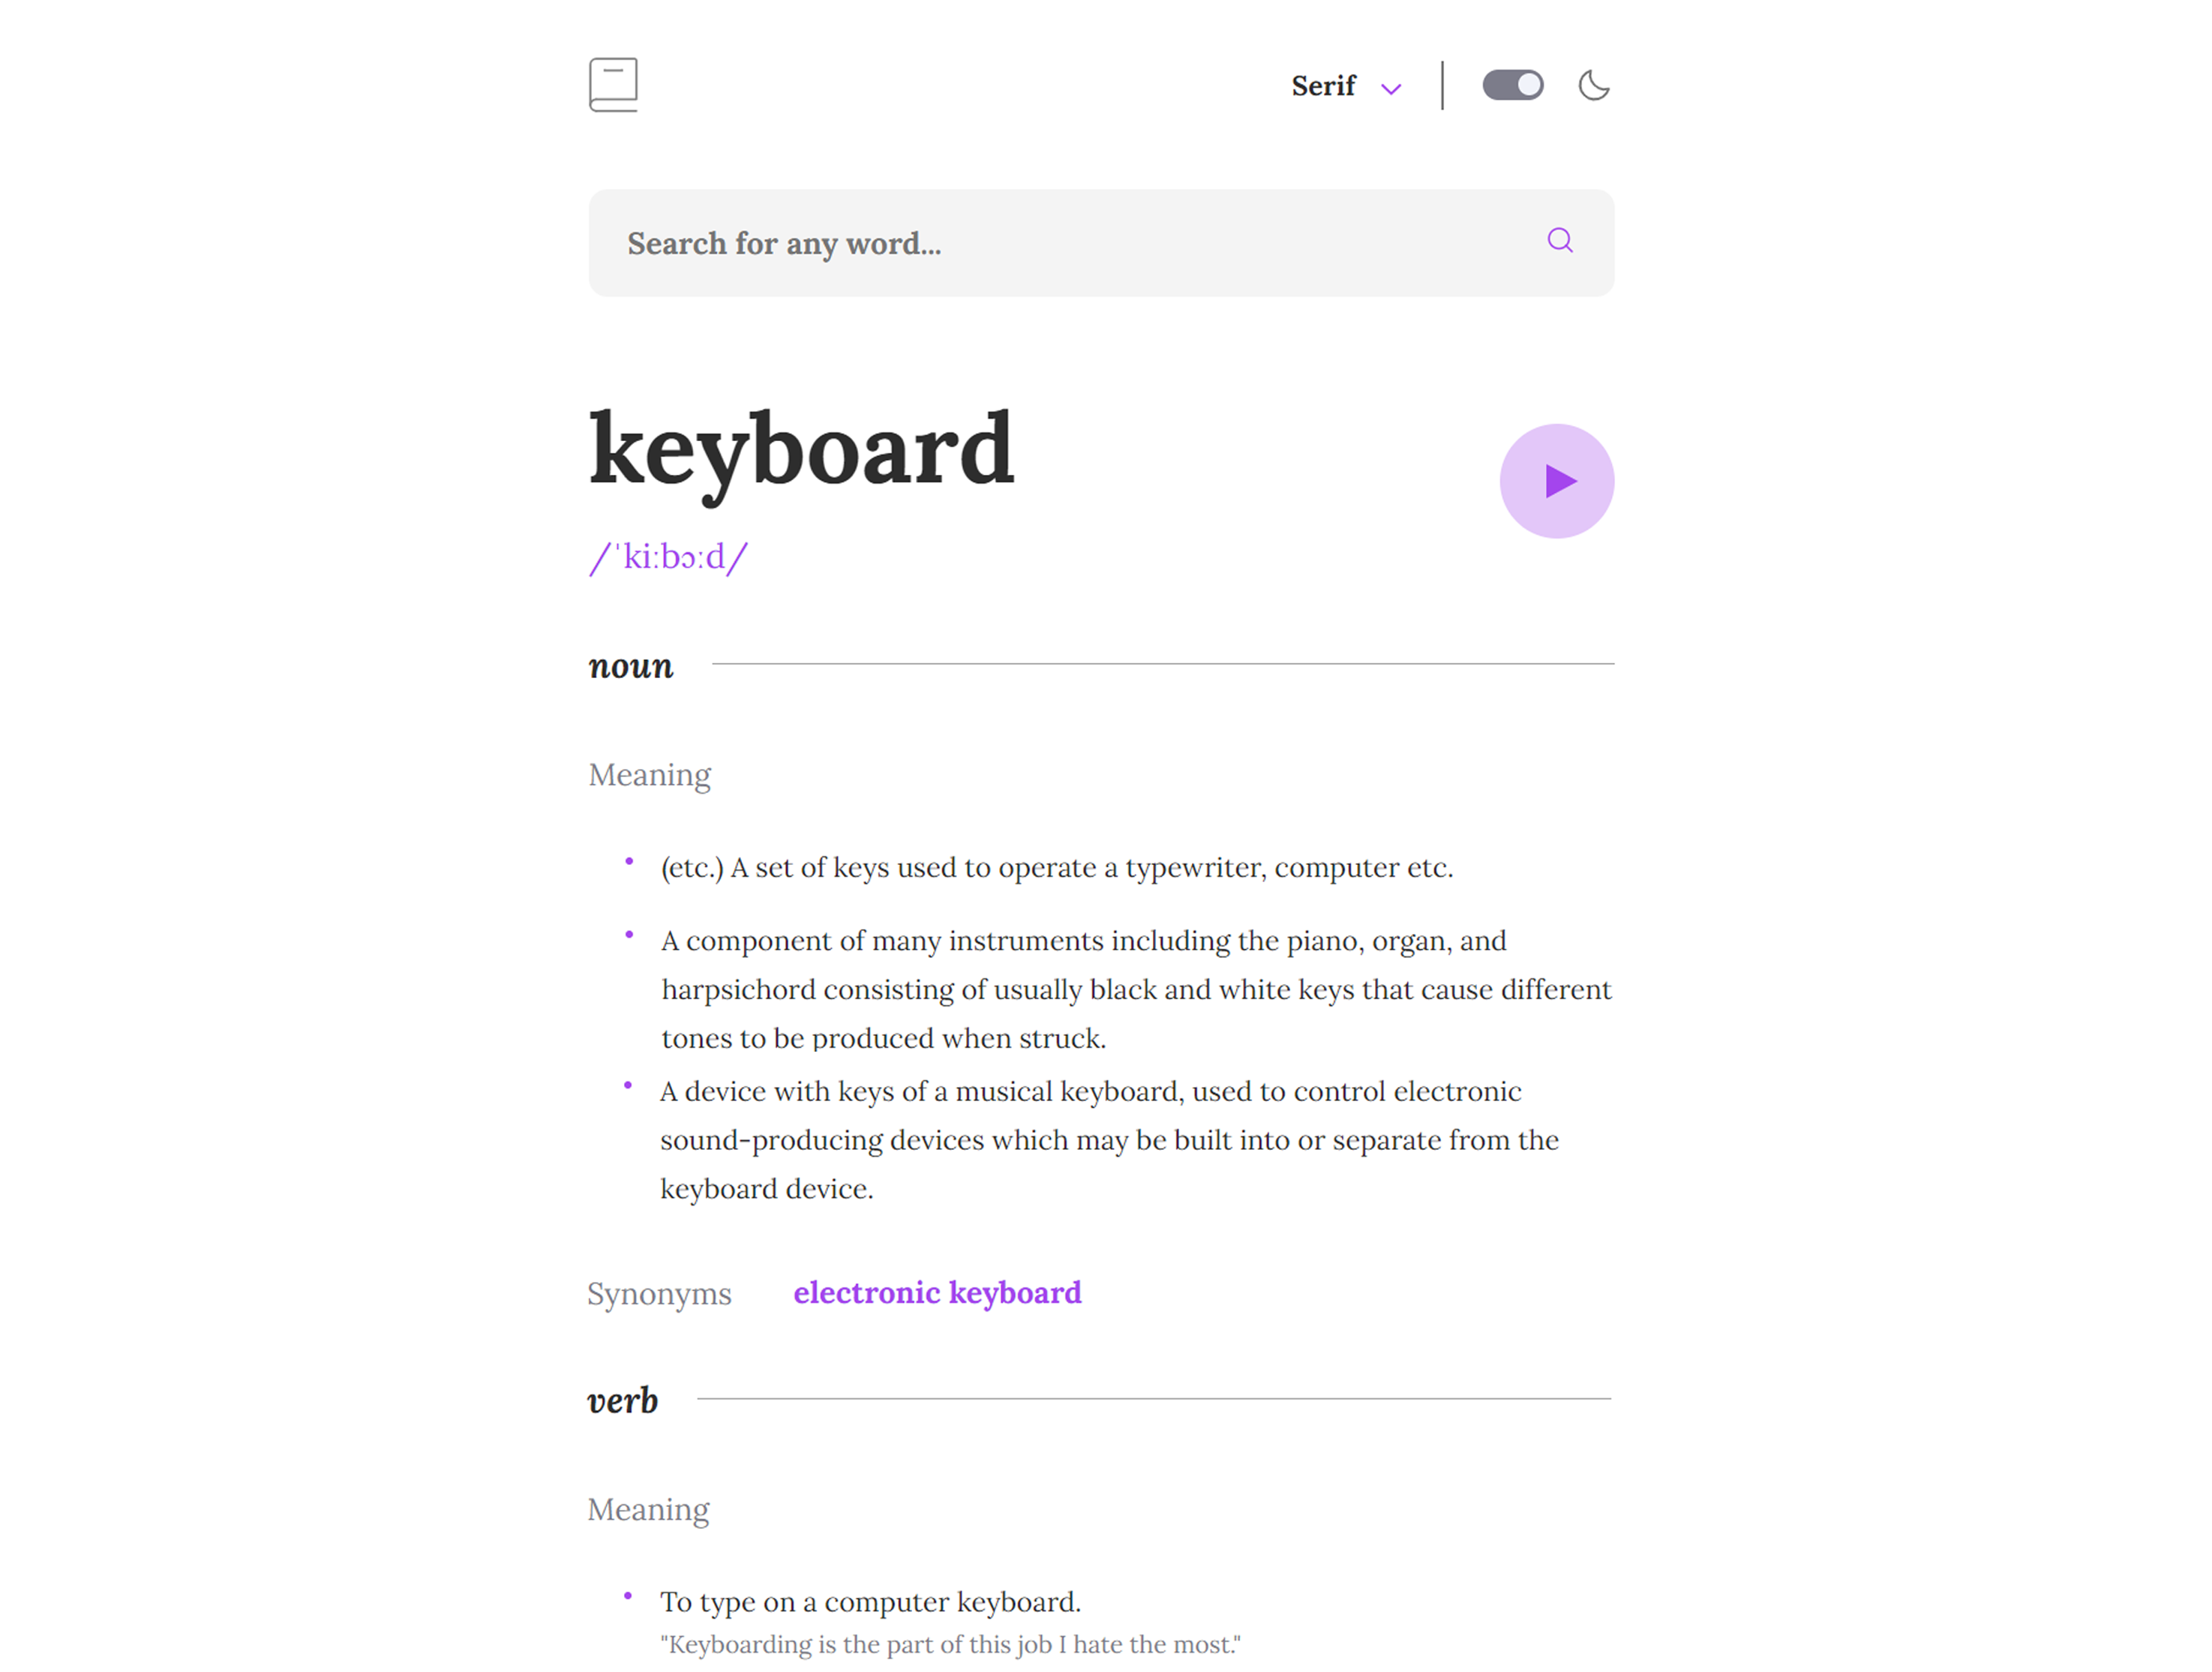 Serif
Search for any word...
keyboard
/ˈkiːbɔːd/
noun
Meaning
• (etc.) A set of keys used to operate a typewriter, computer etc.
• A component of many instruments including the piano, organ, and
harpsichord consisting of usually black and white keys that cause different
tones to be produced when struck.
• A device with keys of a musical keyboard, used to control electronic
sound-producing devices which may be built into or separate from the
keyboard device.
Synonyms electronic keyboard
verb
Meaning
• To type on a computer keyboard.
"Keyboarding is the part of this job I hate the most."